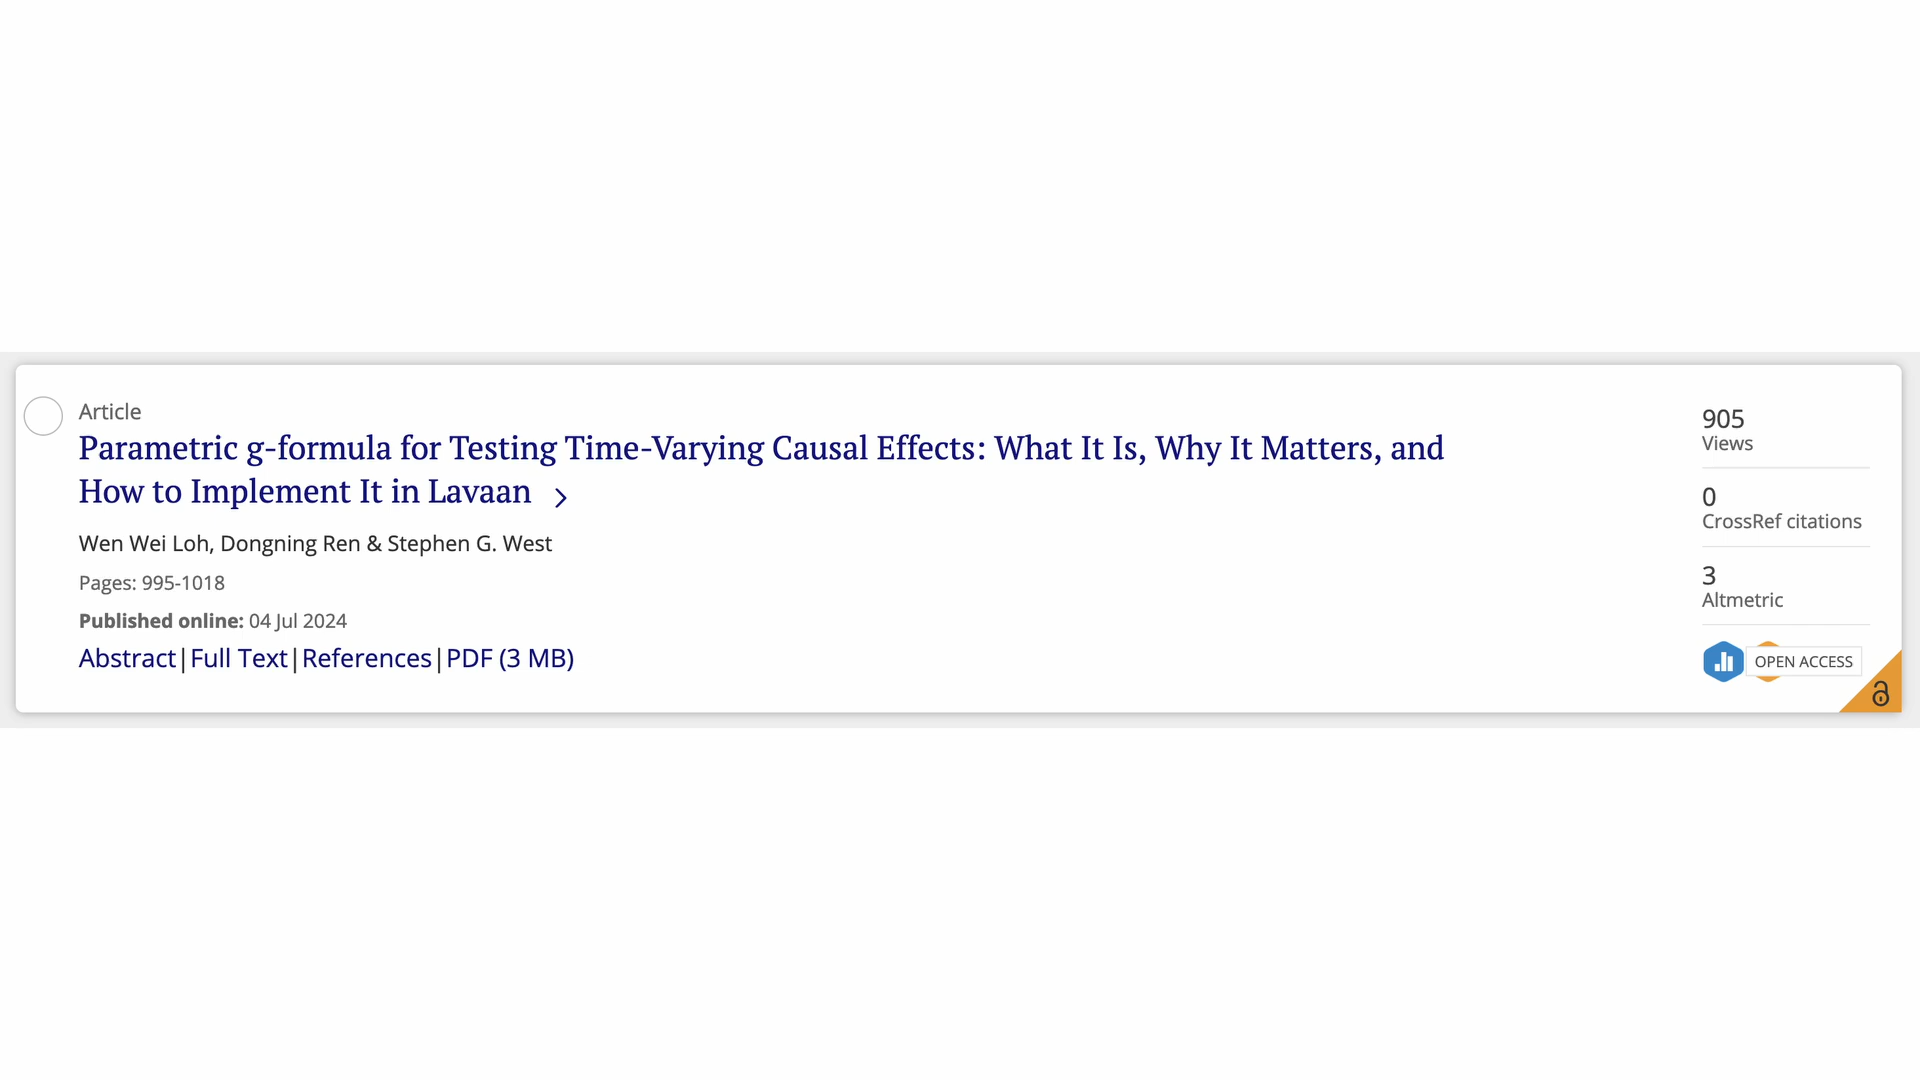 Article
Parametric g-formula for Testing Time-Varying Causal Effects: What It Is, Why It Matters, and
How to Implement It in Lavaan
Wen Wei Loh, Dongning Ren & Stephen G. West
Pages: 995-1018
Published online: 04 Jul 2024
Abstract|Full Text|References|PDF (3 MB)
905
Views
0
CrossRef citations
3
Altmetric
OPEN ACCESS